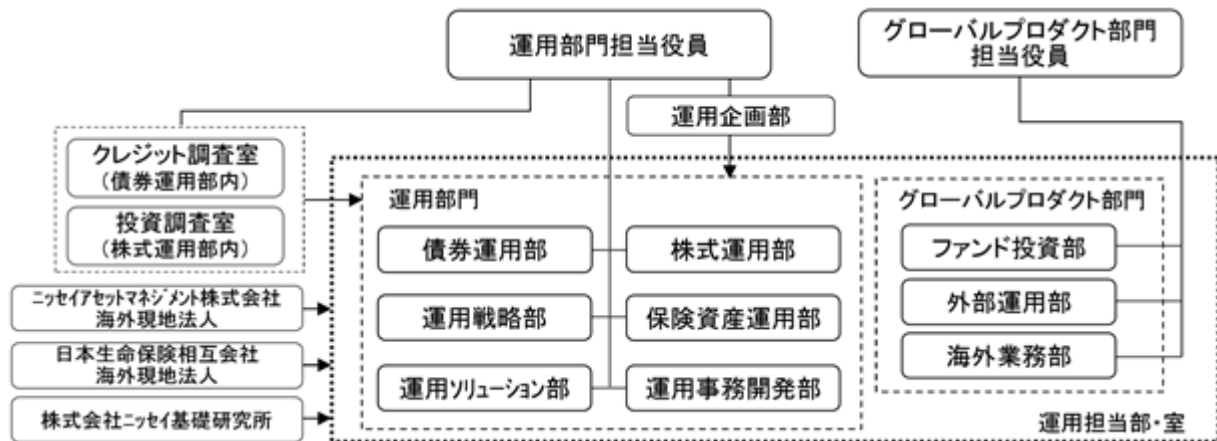 運用部門担当役員
グローバルプロダクト部門
担当役員
運用企画部
クレジット調査室
(債券運用部内)
投資調査室
(株式運用部内)
ニッセイアセットマネジメント株式会社
海外現地法人
日本生命保険相互会社
海外現地法人
株式会社ニッセイ基礎研究所
運用部門
債券運用部
株式運用部
運用戦略部
保険資産運用部
運用ソリューション部
運用事務開発部
グローバルプロダクト部門
ファンド投資部
外部運用部
海外業務部
運用担当部・室